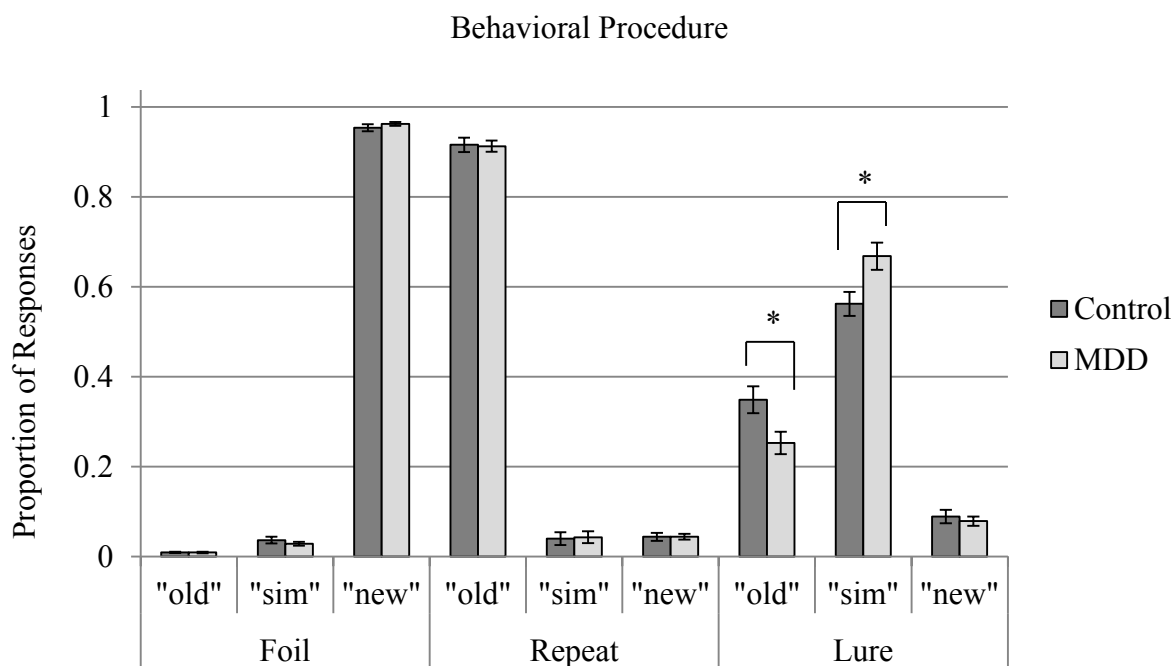 Behavioral Procedure
Proportion of Responses
1
0.8
0.6
0.4
0.2
0
*
*
Control
MDD
"old" "sim" "new" "old" "sim" "new" "old" "sim" "new"
Foil Repeat Lure